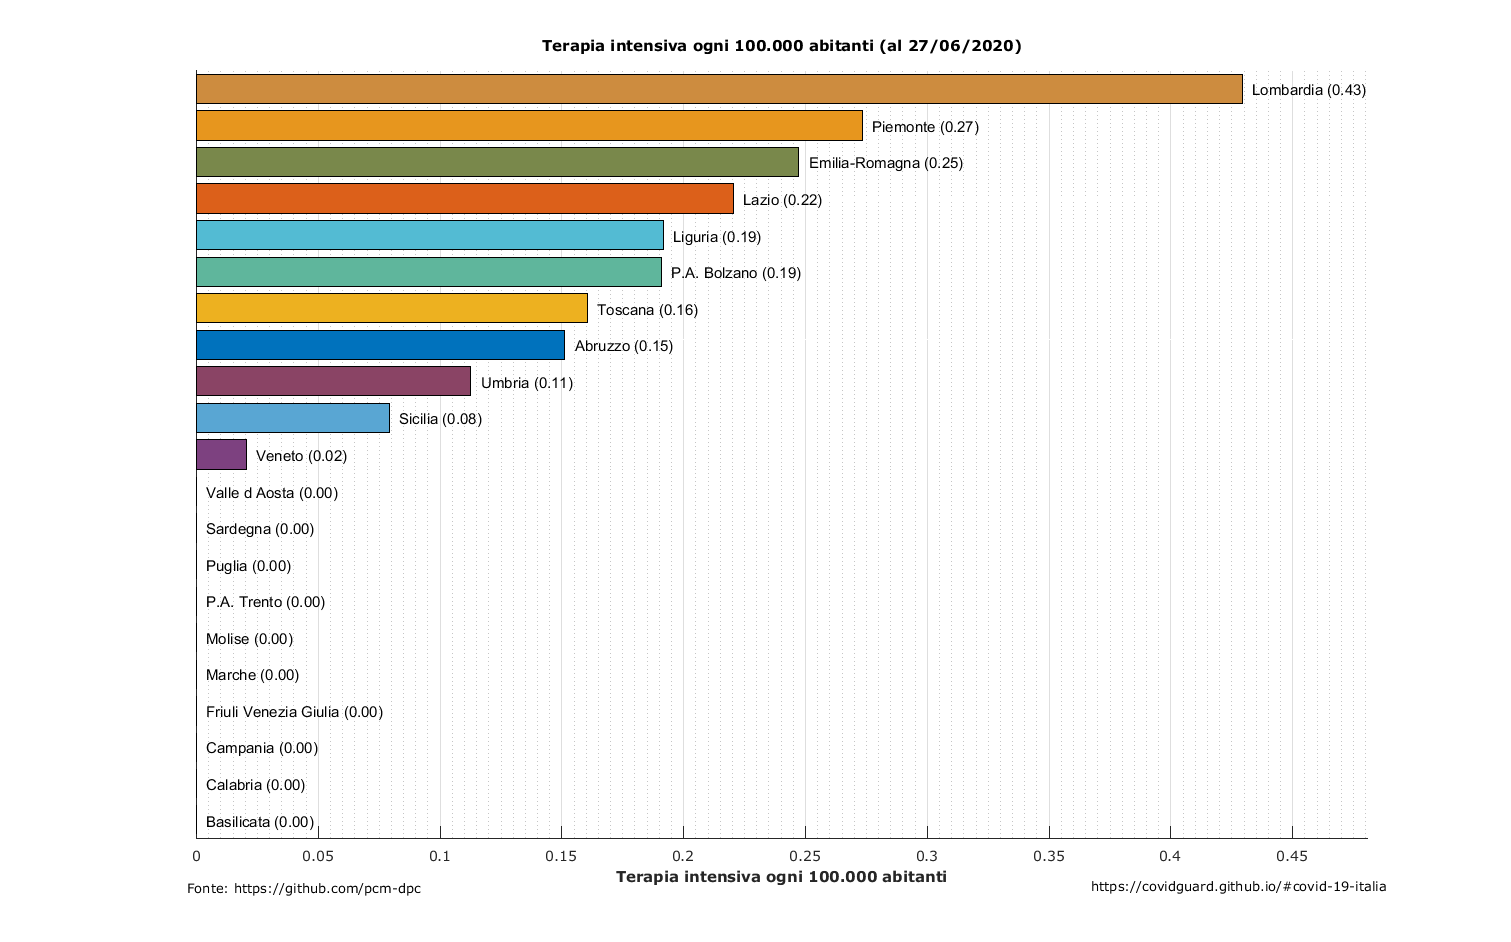 Terapia intensiva ogni 100.000 abitanti (al 27/06/2020)
Lombardia (0.43)
Piemonte (0.27)
Emilia-Romagna (0.25)
Lazio (0.22)
Liguria (0.19)
P.A. Bolzano (0.19)
Toscana (0.16)
Abruzzo (0.15)
Umbria (0.11)
Sicilia (0.08)
Veneto (0.02)
Valle d Aosta (0.00)
Sardegna (0.00)
Puglia (0.00)
P.A. Trento (0.00)
Molise (0.00)
Marche (0.00)
Friuli Venezia Giulia (0.00)
Campania (0.00)
Calabria (0.00)
Basilicata (0.00)
0 0.05 0.1 0.15 0.2 0.25 0.3 0.35 0.4 0.45
Terapia intensiva ogni 100.000 abitanti
Fonte: https://github.com/pcm-dpc
https://covidguard.github.io/#covid-19-italia